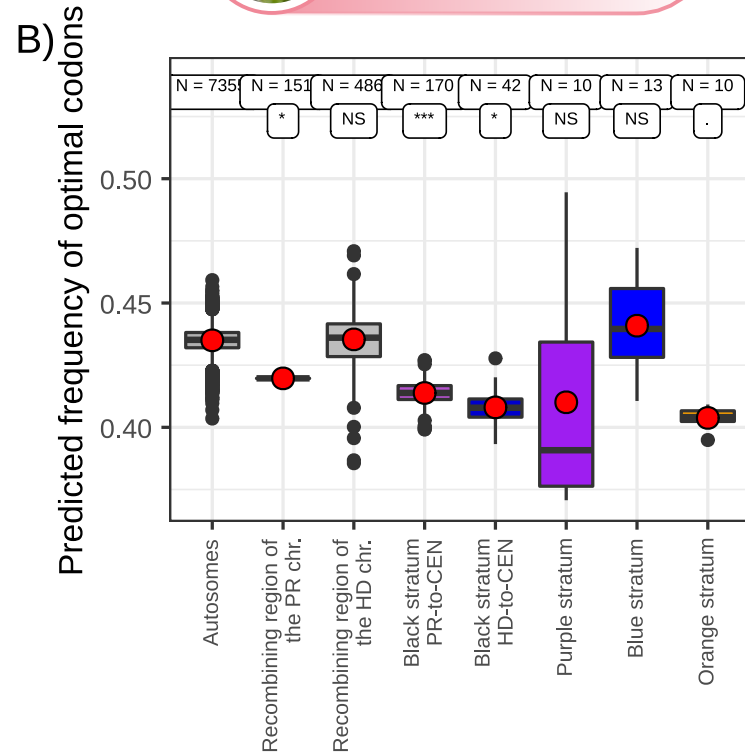 B)
Predicted frequency of optimal codons
N = 7355 N = 151 N = 486 N = 170 N = 42 N = 10 N = 13 N = 10
* NS *** * NS NS .
0.50
0.45
0.40
Autosomes
Recombining region of
the PR chr.
Recombining region of
the HD chr.
Black stratum
PR-to-CEN
Black stratum
HD-to-CEN
Purple stratum
Blue stratum
Orange stratum